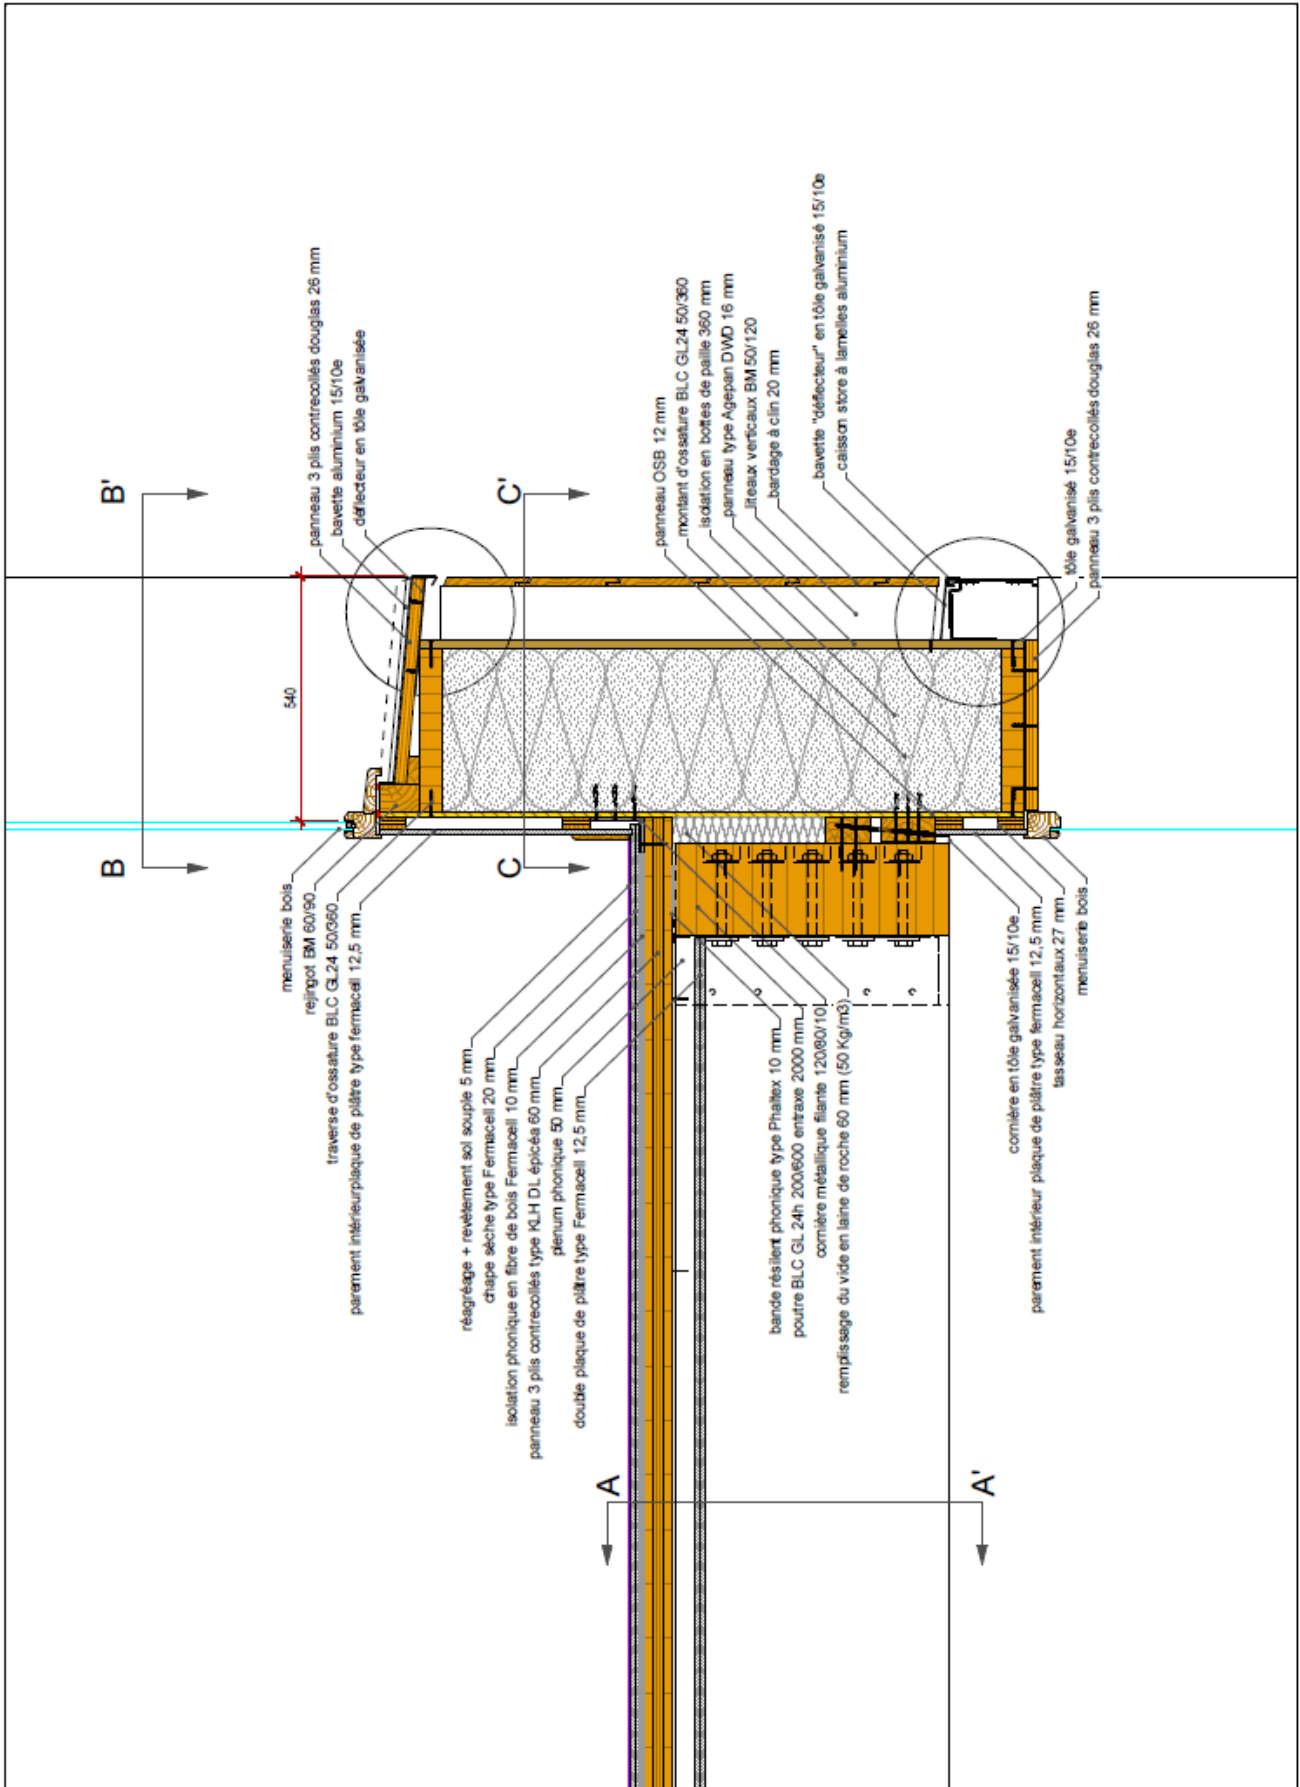 B'
B
C'
C
A
A'
540
panneau 3 plis contrecollés douglas 26 mm
bavette aluminium 15/10e
déflecteur en tôle galvanisée
menuiserie bois
rejingot BM 60/90
traverse d'ossature BLC GL24 50/360
parement intérieurplaque de plâtre type fermacell 12,5 mm
panneau OSB 12 mm
montant d'ossature BLC GL24 50/360
isolation en bottes de paille 360 mm
panneau type Agepan DWD 16 mm
liteaux verticaux BM 50/120
bardage à clin 20 mm
bavette "déflecteur" en tôle galvanisé 15/10e
caisson store à lamelles aluminium
tôle galvanisé 15/10e
panneau 3 plis contrecollés douglas 26 mm
réagréage + revêtement sol souple 5 mm
chape sèche type Fermacell 20 mm
isolation phonique en fibre de bois Fermacell 10 mm
panneau 3 plis contrecollés type KLH DL épicéa 60 mm
plenum phonique 50 mm
double plaque de plâtre type Fermacell 12,5 mm
bande résilent phonique type Phaltex 10 mm
poutre BLC GL 24h 200/600 entraxe 2000 mm
cornière métallique filante 120/80/10
remplissage du vide en laine de roche 60 mm (50 Kg/m3)
cornière en tôle galvanisée 15/10e
parement intérieur plaque de plâtre type fermacell 12,5 mm
tasseau horizontaux 27 mm
menuiserie bois